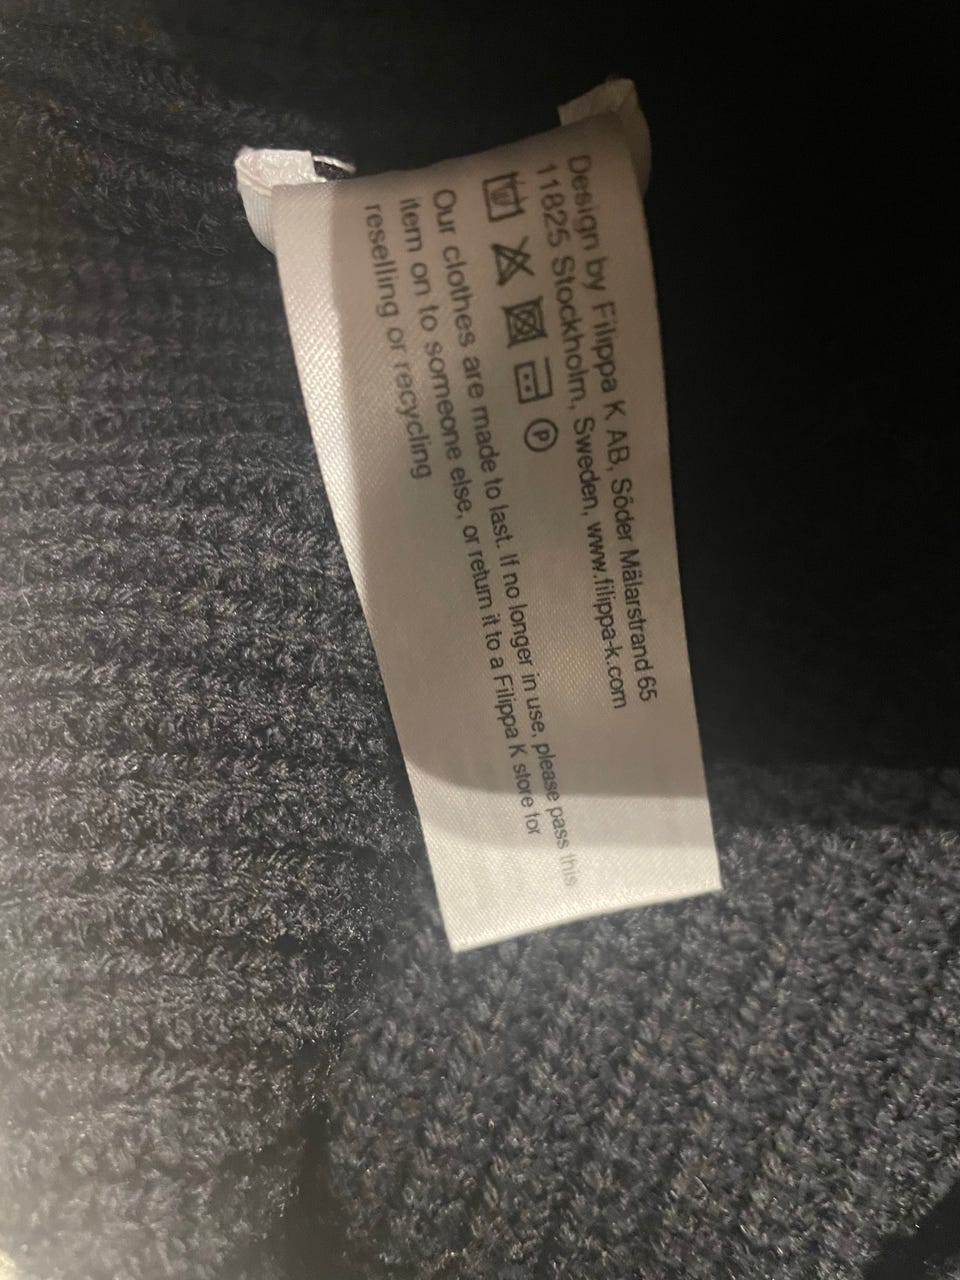 Design by Filippa K AB, Söder Mälarstrand 65
11825 Stockholm, Sweden, www.filippa-k.com
P
Our clothes are made to last. If no longer in use, please pass this
item on to someone else, or return it to a Filippa K store for
reselling or recycling